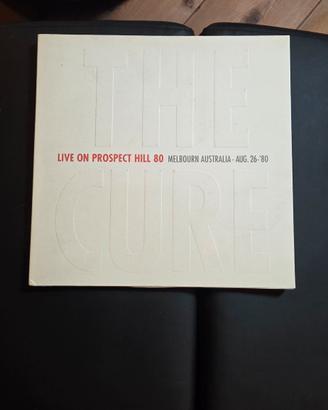 THE
LIVE ON PROSPECT HILL 80 MELBOURN AUSTRALIA - AUG. 26-'80
CURE